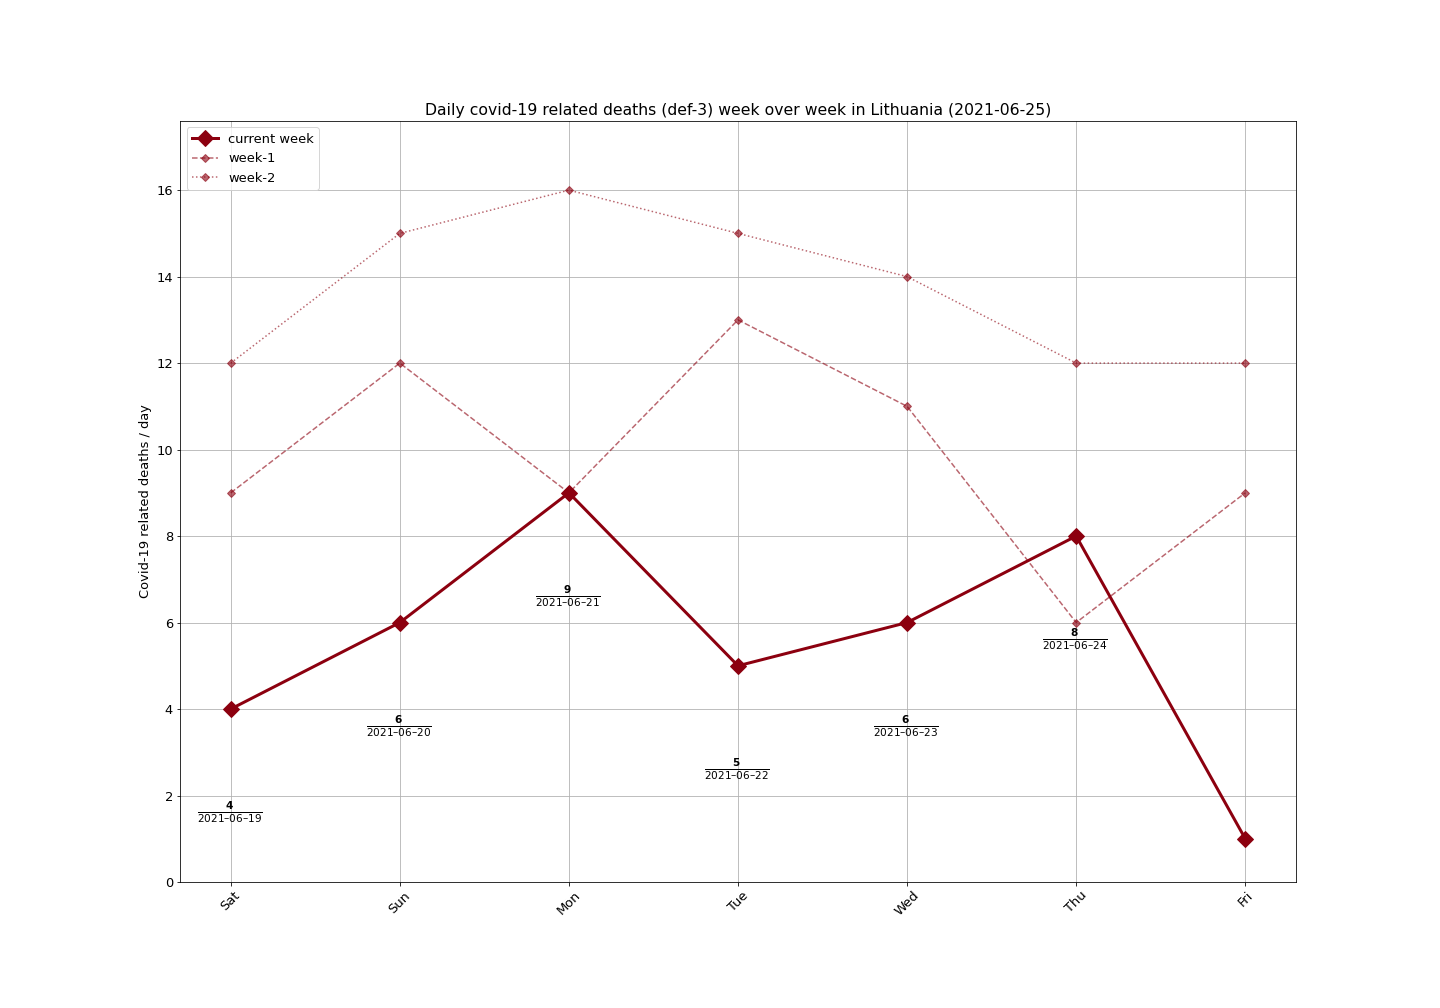 Daily covid-19 related deaths (def-3) week over week in Lithuania (2021-06-25)
current week
week-1
week-2
Covid-19 related deaths / day
16
14
12
10
8
6
4
2
0
4
2021-06-19
6
2021-06-20
9
2021-06-21
5
2021-06-22
6
2021-06-23
8
2021-06-24
Sat
Sun
Mon
Tue
Wed
Thu
Fri